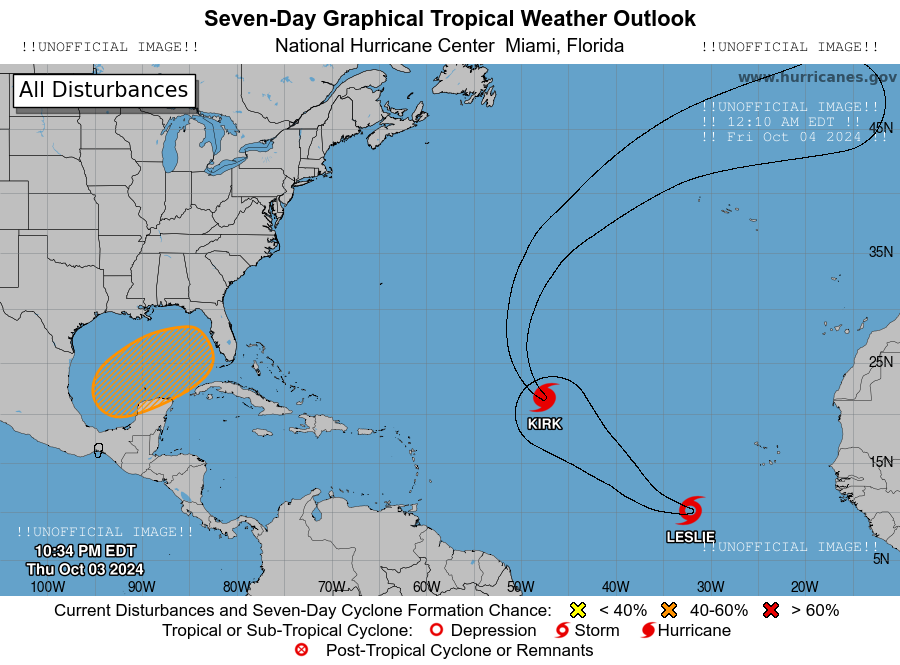 Seven-Day Graphical Tropical Weather Outlook
!!UNOFFICIAL IMAGE!! National Hurricane Center Miami, Florida !!UNOFFICIAL IMAGE!!
All Disturbances
www.hurricanes.gov
!!UNOFFICIAL IMAGE!!
!! 12:10 AM EDT !!
!! Fri Oct 04 2024 !!
45N
35N
25N
KIRK
15N
LESLIE
!!UNOFFICIAL IMAGE!!
!!UNOFFICIAL IMAGE!!
10:34 PM EDT
Thu Oct 03 2024
5N
100W 90W 80W 70W 60W 50W 40W 30W 20W
Current Disturbances and Seven-Day Cyclone Formation Chance: < 40% 40-60% > 60%
Tropical or Sub-Tropical Cyclone: Depression Storm Hurricane
Post-Tropical Cyclone or Remnants